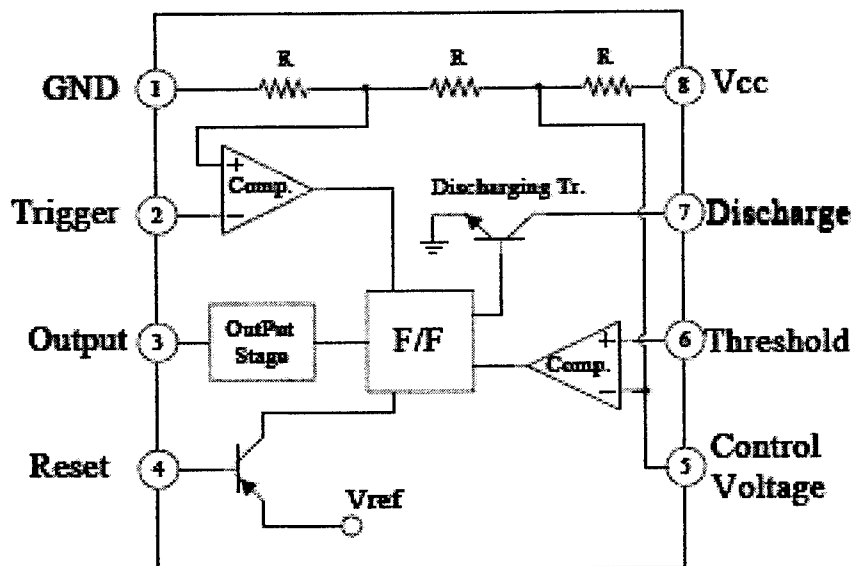 R R R
GND 1
8 Vcc
+
Comp.
−
Trigger 2
Discharging Tr.
7 Discharge
Output 3
OutPut
Stage
F/F
+
Comp.
−
6 Threshold
Reset 4
Vref
5 Control
Voltage